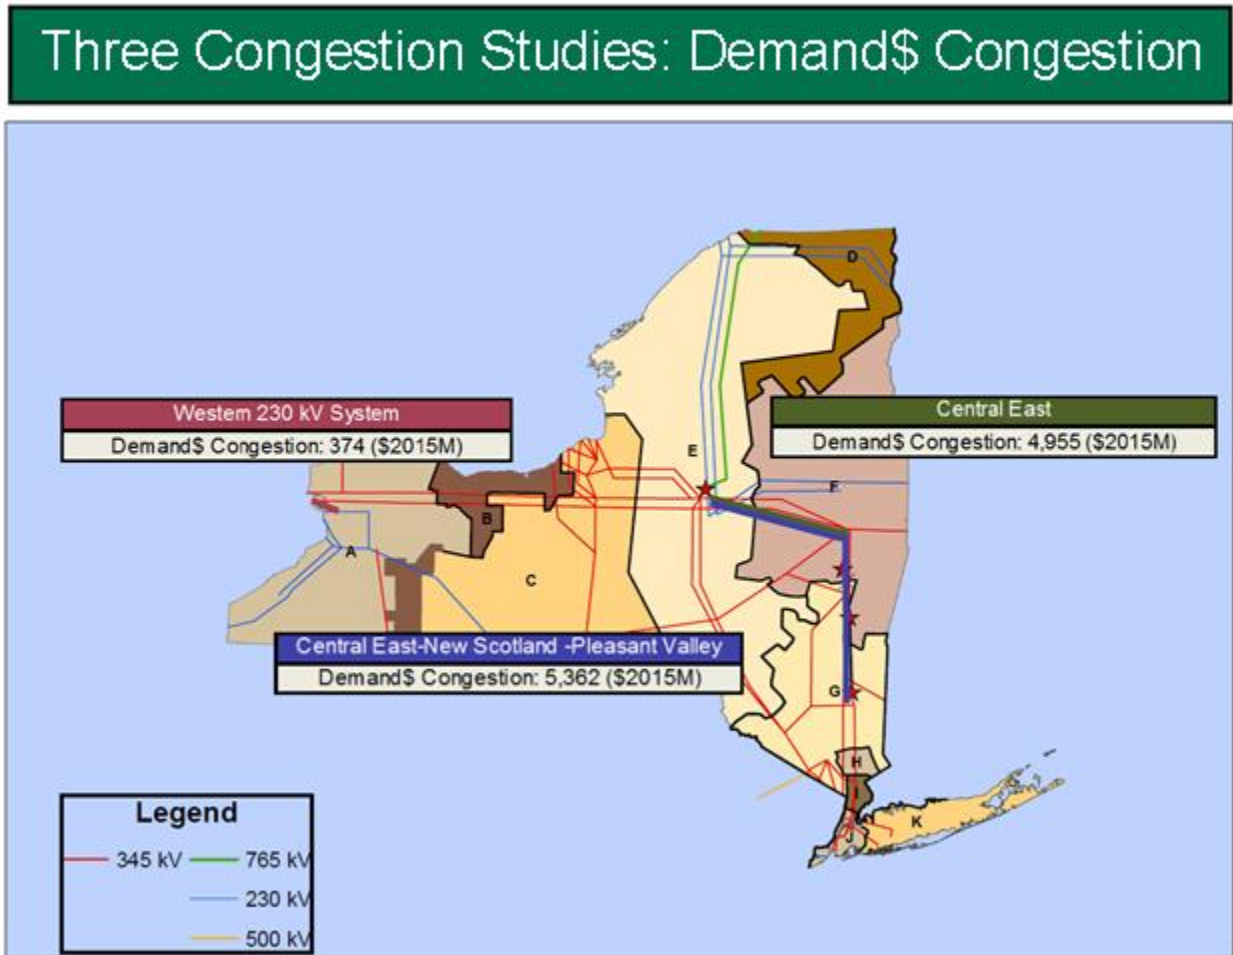 Three Congestion Studies: Demand$ Congestion
D
Western 230 kV System
Demand$ Congestion: 374 ($2015M)
Central East
Demand$ Congestion: 4,955 ($2015M)
E
F
B
A
C
Central East-New Scotland -Pleasant Valley
Demand$ Congestion: 5,362 ($2015M)
G
H
I
K
J
Legend
345 kV 765 kV
230 kV
500 kV